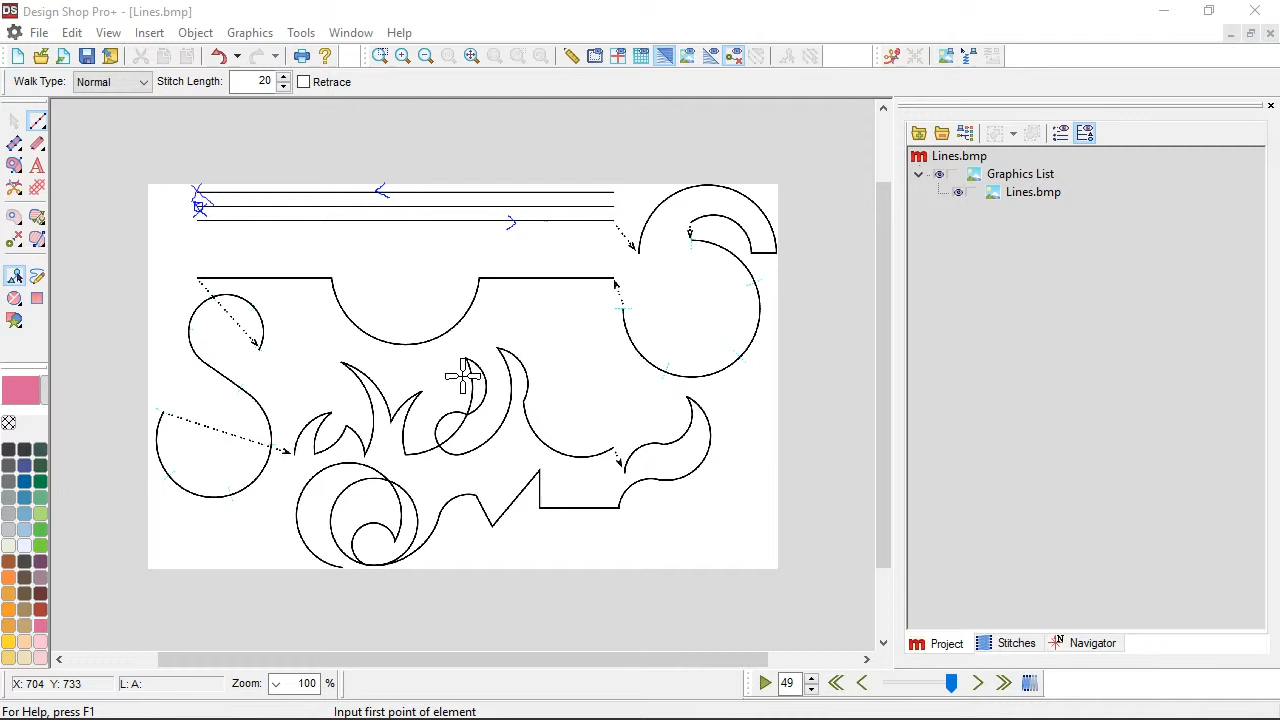 DS Design Shop Pro+ - [Lines.bmp]
File Edit View Insert Object Graphics Tools Window Help
Walk Type: Normal Stitch Length: 20 Retrace
Lines.bmp
Graphics List
Lines.bmp
Project Stitches Navigator
X: 704 Y: 733 L: A: Zoom: 100 % 49
For Help, press F1 Input first point of element